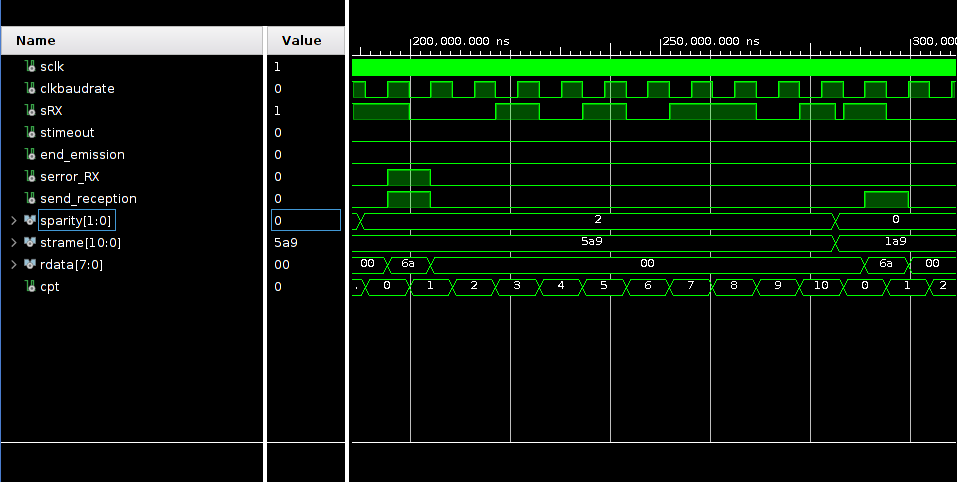 Name Value
200,000.000 ns 250,000.000 ns 300,00
sclk 1
clkbaudrate 0
sRX 1
stimeout 0
end_emission 0
serror_RX 0
send_reception 0
sparity[1:0] 0 2 0
strame[10:0] 5a9 5a9 1a9
rdata[7:0] 00 00 6a 00 6a 00
cpt 0 . 0 1 2 3 4 5 6 7 8 9 10 0 1 2